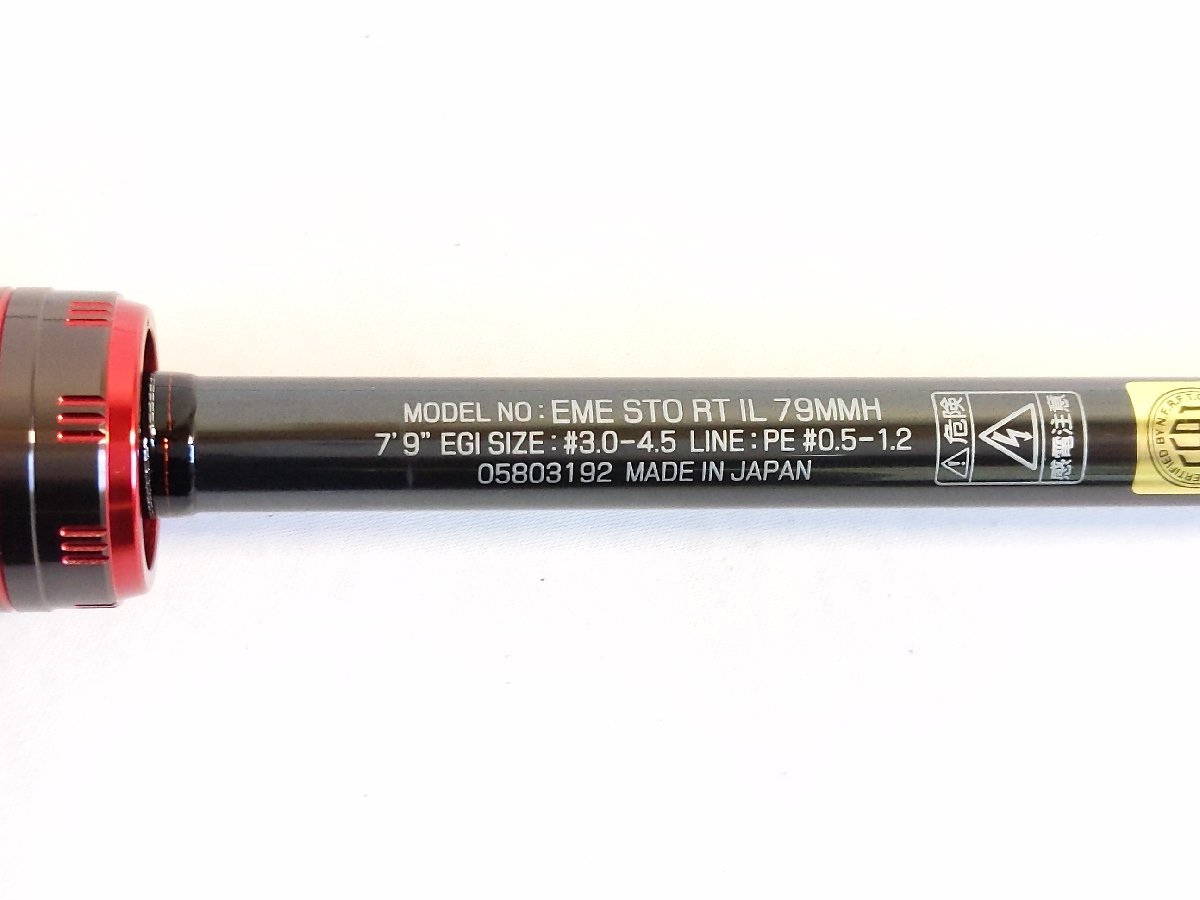 MODEL NO : EME STO RT IL 79MMH
7' 9" EGI SIZE : #3.0-4.5 LINE : PE #0.5-1.2
05803192 MADE IN JAPAN
危険
感電注意